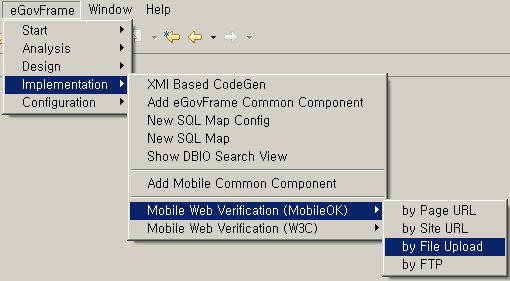 eGovFrame Window Help
Start
Analysis
Design
Implementation
Configuration
XMI Based CodeGen
Add eGovFrame Common Component
New SQL Map Config
New SQL Map
Show DBIO Search View
Add Mobile Common Component
Mobile Web Verification (MobileOK)
Mobile Web Verification (W3C)
by Page URL
by Site URL
by File Upload
by FTP